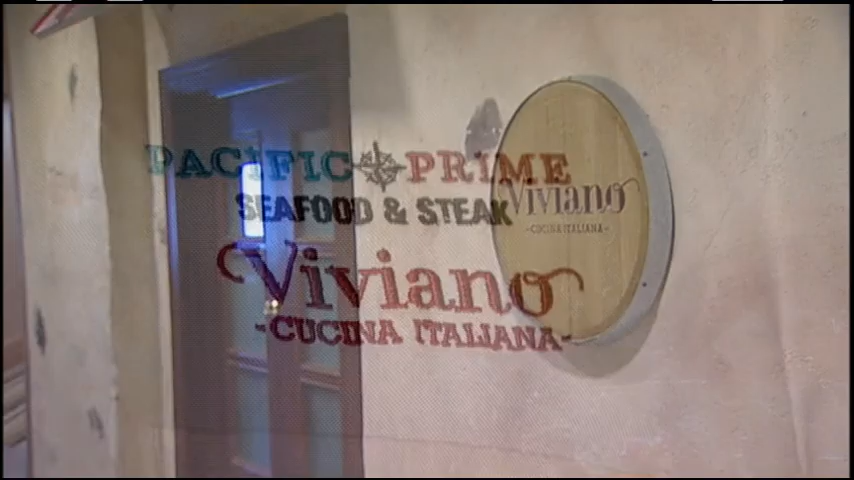 PACIFIC PRIME
SEAFOOD & STEAK
Viviano
-CUCINA ITALIANA-
Viviano
-CUCINA ITALIANA-